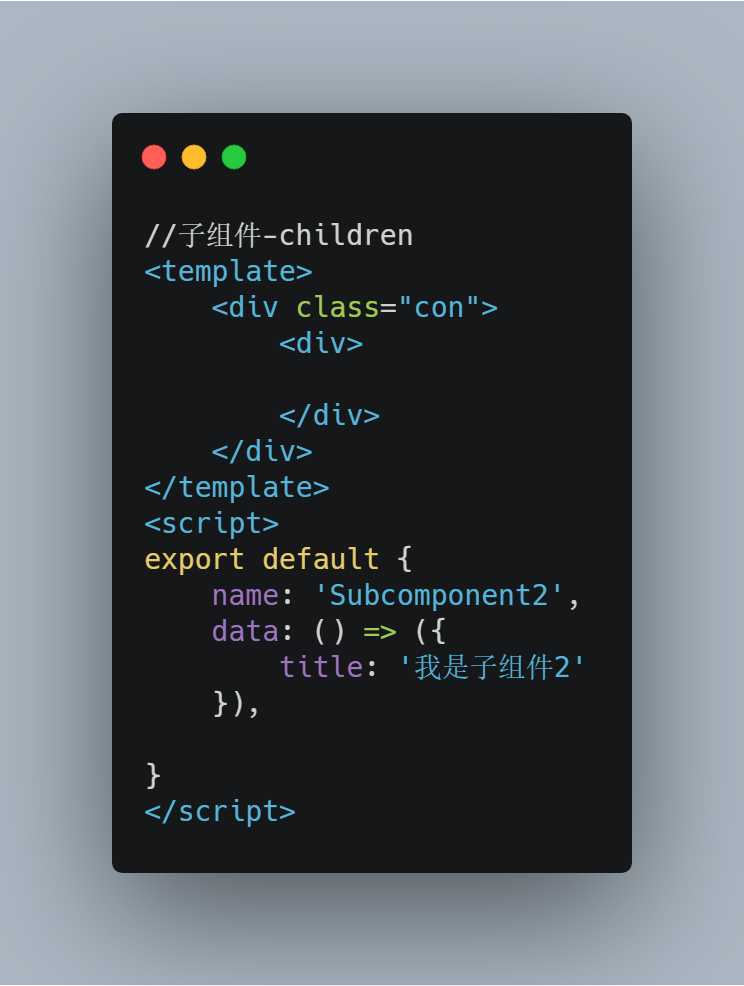 //子组件-children
<template>
    <div class="con">
        <div>

        </div>
    </div>
</template>
<script>
export default {
    name: 'Subcomponent2',
    data: () => ({
        title: '我是子组件2'
    }),

}
</script>